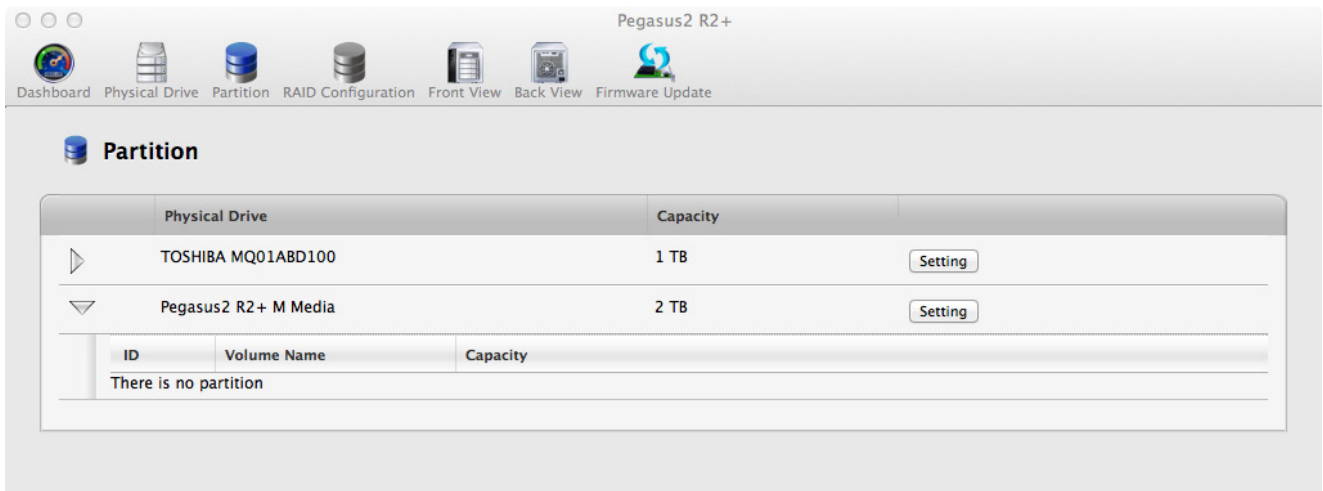 Pegasus2 R2+
Dashboard Physical Drive Partition RAID Configuration Front View Back View Firmware Update
Partition
Physical Drive Capacity
TOSHIBA MQ01ABD100 1 TB Setting
Pegasus2 R2+ M Media 2 TB Setting
ID Volume Name Capacity
There is no partition